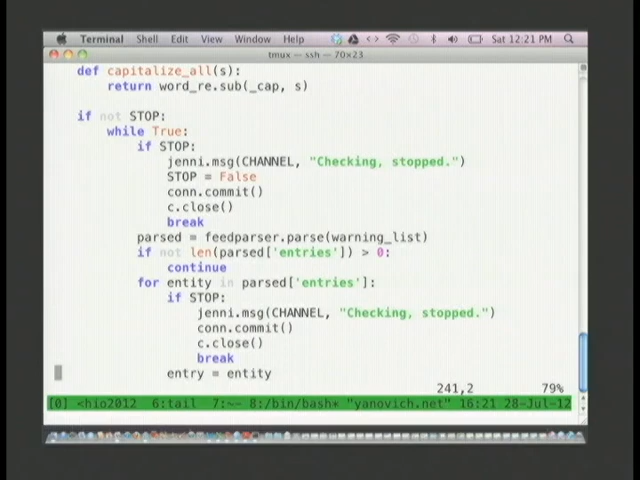 Terminal Shell Edit View Window Help Sat 12:21 PM
tmux — ssh — 70×23
def capitalize_all(s):
return word_re.sub(_cap, s)
if not STOP:
while True:
if STOP:
jenni.msg(CHANNEL, "Checking, stopped.")
STOP = False
conn.commit()
c.close()
break
parsed = feedparser.parse(warning_list)
if not len(parsed['entries']) > 0:
continue
for entity in parsed['entries']:
if STOP:
jenni.msg(CHANNEL, "Checking, stopped.")
conn.commit()
c.close()
break
entry = entity
241,2 79%
[0] <hio2012 6:tail 7:~- 8:/bin/bash* "yanovich.net" 16:21 28-Jul-12